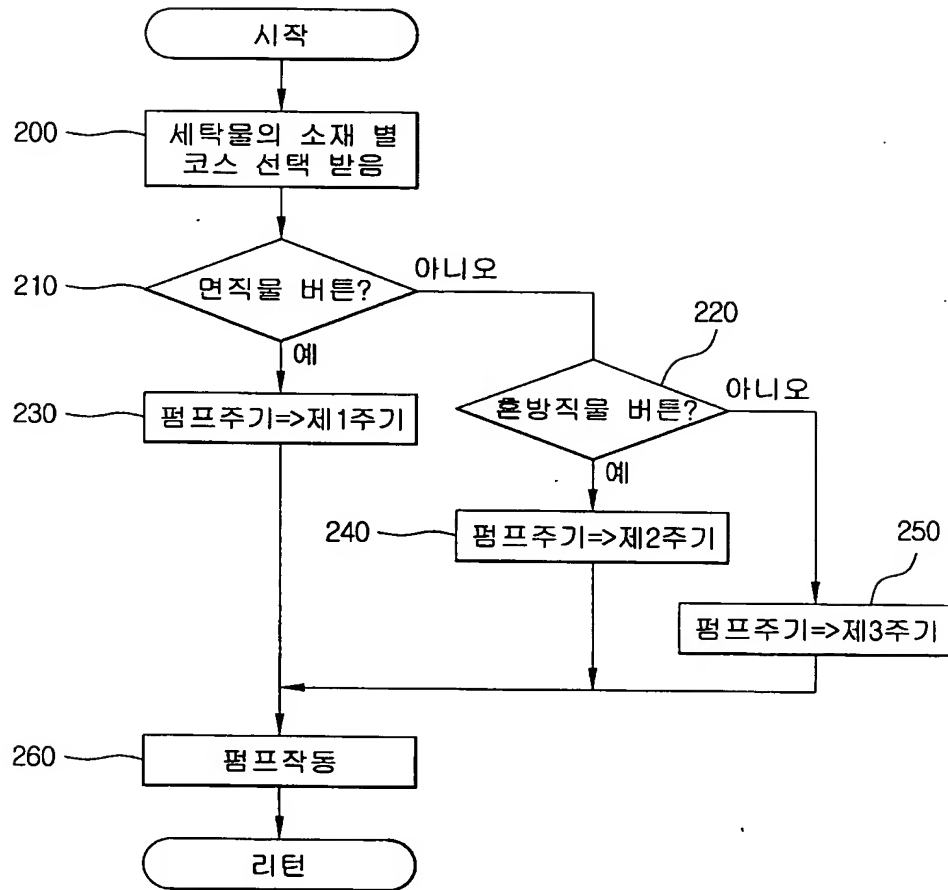 시작
200
세탁물의 소재 별
코스 선택 받음
210
면직물 버튼?
아니오
예
220
혼방직물 버튼?
아니오
예
230
펌프주기=>제1주기
240
펌프주기=>제2주기
250
펌프주기=>제3주기
260
펌프작동
리턴